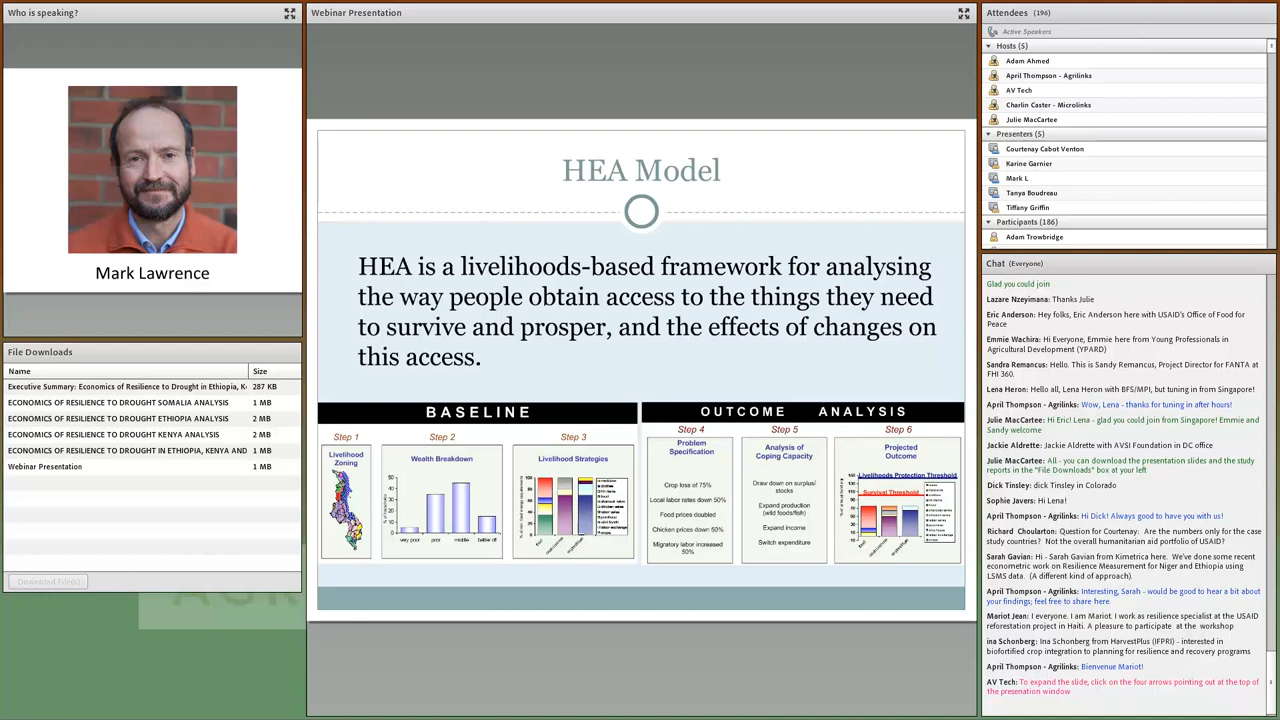 Who is speaking?
Mark Lawrence
File Downloads
Name Size
Executive Summary: Economics of Resilience to Drought in Ethiopia, K 287 KB
ECONOMICS OF RESILIENCE TO DROUGHT SOMALIA ANALYSIS 1 MB
ECONOMICS OF RESILIENCE TO DROUGHT ETHIOPIA ANALYSIS 2 MB
ECONOMICS OF RESILIENCE TO DROUGHT KENYA ANALYSIS 2 MB
ECONOMICS OF RESILIENCE TO DROUGHT IN ETHIOPIA, KENYA AND 1 MB
Webinar Presentation 1 MB
Download File(s)
Webinar Presentation
HEA Model
HEA is a livelihoods-based framework for analysing
the way people obtain access to the things they need
to survive and prosper, and the effects of changes on
this access.
BASELINE
Step 1
Livelihood
Zoning
Step 2
Wealth Breakdown
50
40
30
20
10
0
very poor poor middle better off
Step 3
Livelihood Strategies
OUTCOME ANALYSIS
Step 4
Problem
Specification
Crop loss of 75%
Local labor rates down 50%
Food prices doubled
Chicken prices down 50%
Migratory labor increased
50%
Step 5
Analysis of
Coping Capacity
Draw down on surplus/
stocks
Expand production
(wild foods/fish)
Expand income
Switch expenditure
Step 6
Projected
Outcome
Livelihoods Protection Threshold
Survival Threshold
Attendees (196)
Active Speakers
Hosts (5)
Adam Ahmed
April Thompson - Agrilinks
AV Tech
Charlin Caster - Microlinks
Julie MacCartee
Presenters (5)
Courtenay Cabot Venton
Karine Garnier
Mark L
Tanya Boudreau
Tiffany Griffin
Participants (186)
Adam Trowbridge
Chat (Everyone)
Glad you could join
Lazare Nzeyimana: Thanks Julie
Eric Anderson: Hey folks, Eric Anderson here with USAID's Office of Food for
Peace
Emmie Wachira: Hi Everyone, Emmie here from Young Professionals in
Agricultural Development (YPARD)
Sandra Remancus: Hello. This is Sandy Remancus, Project Director for FANTA at
FHI 360.
Lena Heron: Hello all, Lena Heron with BFS/MPI, but tuning in from Singapore!
April Thompson - Agrilinks: Wow, Lena - thanks for tuning in after hours!
Julie MacCartee: Hi Eric! Lena - glad you could join from Singapore! Emmie and
Sandy welcome
Jackie Aldrette: Jackie Aldrette with AVSI Foundation in DC office
Julie MacCartee: All - you can download the presentation slides and the study
reports in the "File Downloads" box at your left
Dick Tinsley: dick Tinsley in Colorado
Sophie Javers: Hi Lena!
April Thompson - Agrilinks: Hi Dick! Always good to have you with us!
Richard Choularton: Question for Courtenay: Are the numbers only for the case
study countries? Not the overall humanitarian aid portfolio of USAID?
Sarah Gavian: Hi - Sarah Gavian from Kimetrica here. We've done some recent
econometric work on Resilience Measurement for Niger and Ethiopia using
LSMS data. (A different kind of approach).
April Thompson - Agrilinks: Interesting, Sarah - would be good to hear a bit about
your findings; feel free to share here.
Mariot Jean: I everyone. I am Mariot. I work as resilience specialist at the USAID
reforestation project in Haiti. A pleasure to participate at the workshop
ina Schonberg: Ina Schonberg from HarvestPlus (IFPRI) - interested in
biofortified crop integration to planning for resilience and recovery programs
April Thompson - Agrilinks: Bienvenue Mariot!
AV Tech: To expand the slide, click on the four arrows pointing out at the top of
the presenation window